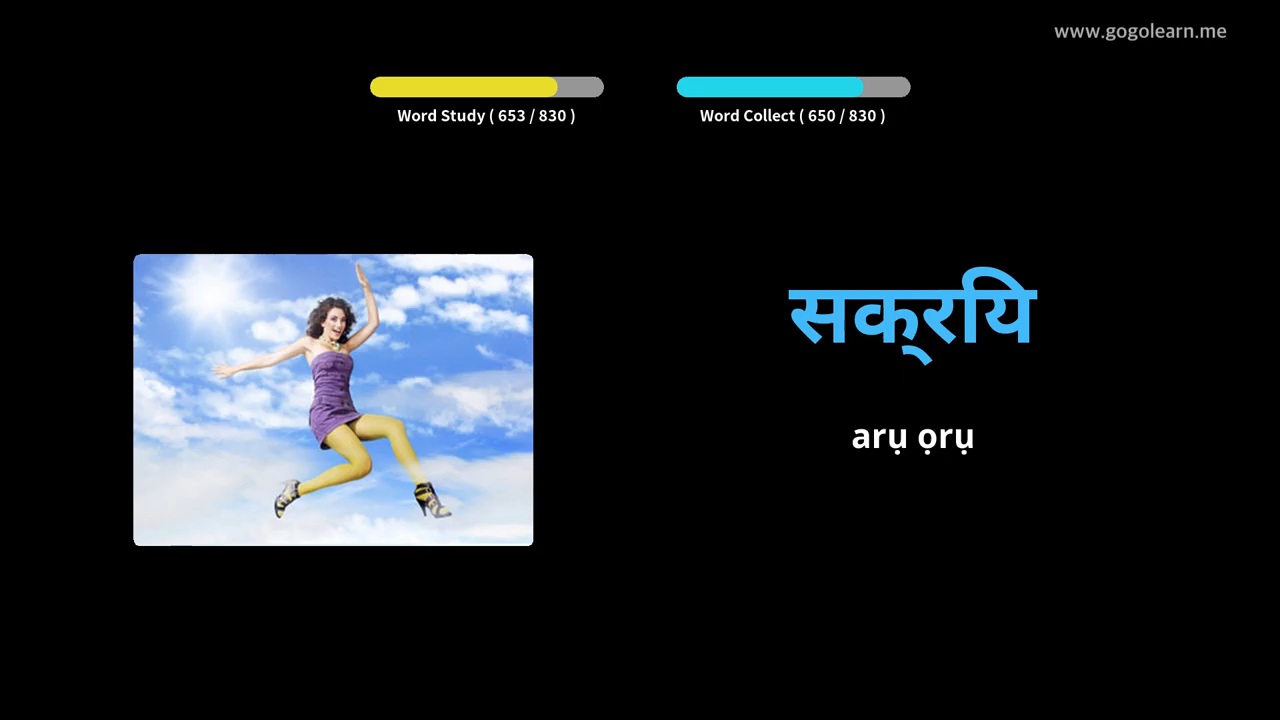 www.gogolearn.me
Word Study ( 653 / 830 )
Word Collect ( 650 / 830 )
सक्‌रयि
arụ ọrụ